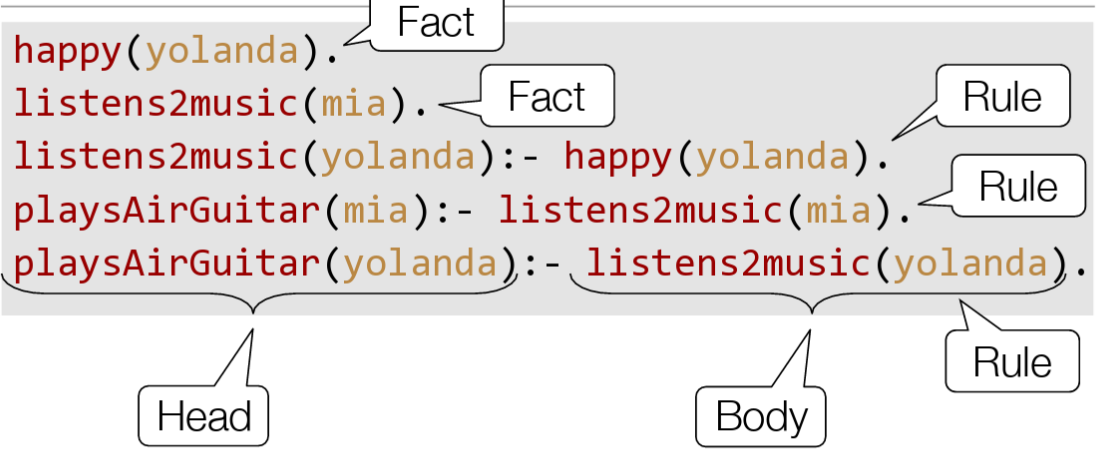 Fact
happy(yolanda).
listens2music(mia).
Fact
Rule
listens2music(yolanda):- happy(yolanda).
Rule
playsAirGuitar(mia):- listens2music(mia).
playsAirGuitar(yolanda):- listens2music(yolanda).
Rule
Head
Body